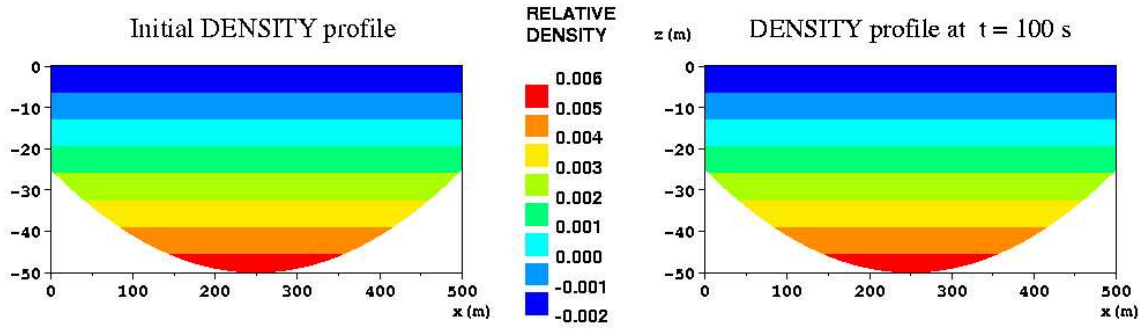 Initial DENSITY profile
0
-10
-20
-30
-40
-50
0 100 200 300 400 500
x (m)
RELATIVE
DENSITY
0.006
0.005
0.004
0.003
0.002
0.001
0.000
-0.001
-0.002
z (m)
DENSITY profile at t = 100 s
0
-10
-20
-30
-40
-50
0 100 200 300 400 500
x (m)